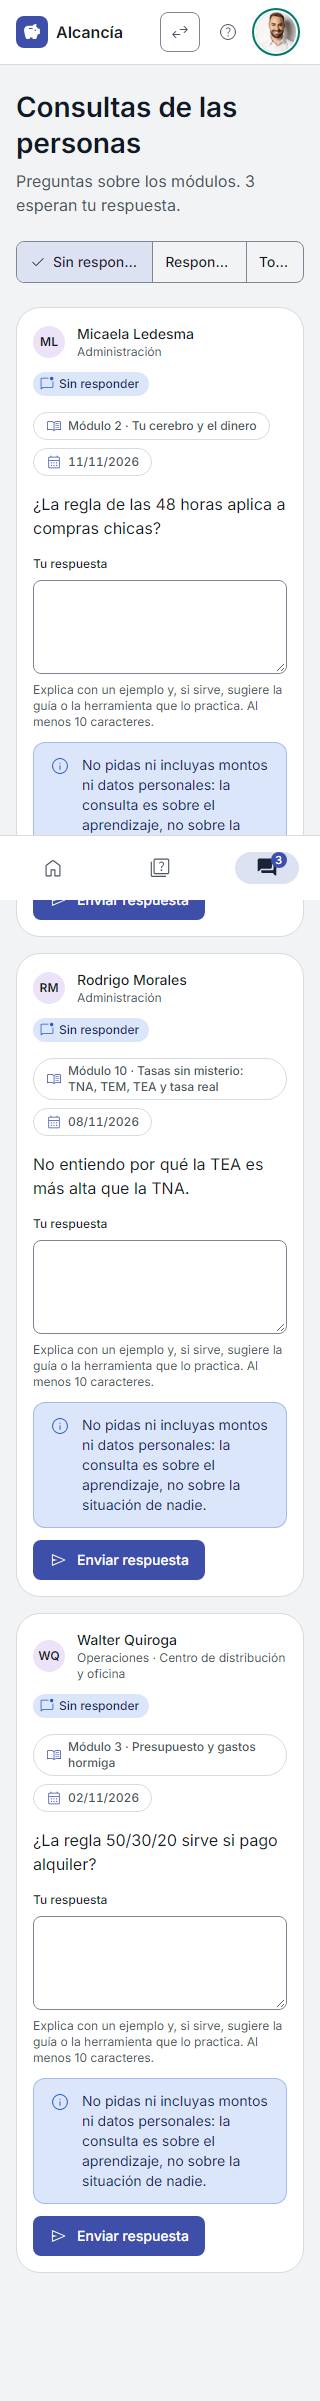 Alcancía
Consultas de las
personas
Preguntas sobre los módulos. 3
esperan tu respuesta.
Sin respon...
Respon...
To...
ML
Micaela Ledesma
Administración
Sin responder
Módulo 2 · Tu cerebro y el dinero
11/11/2026
¿La regla de las 48 horas aplica a
compras chicas?
Tu respuesta
Explica con un ejemplo y, si sirve, sugiere la
guía o la herramienta que lo practica. Al
menos 10 caracteres.
No pidas ni incluyas montos
ni datos personales: la
consulta es sobre el
aprendizaje, no sobre la
3
Enviar respuesta
RM
Rodrigo Morales
Administración
Sin responder
Módulo 10 · Tasas sin misterio:
TNA, TEM, TEA y tasa real
08/11/2026
No entiendo por qué la TEA es
más alta que la TNA.
Tu respuesta
Explica con un ejemplo y, si sirve, sugiere la
guía o la herramienta que lo practica. Al
menos 10 caracteres.
No pidas ni incluyas montos
ni datos personales: la
consulta es sobre el
aprendizaje, no sobre la
situación de nadie.
Enviar respuesta
WQ
Walter Quiroga
Operaciones · Centro de distribución
y oficina
Sin responder
Módulo 3 · Presupuesto y gastos
hormiga
02/11/2026
¿La regla 50/30/20 sirve si pago
alquiler?
Tu respuesta
Explica con un ejemplo y, si sirve, sugiere la
guía o la herramienta que lo practica. Al
menos 10 caracteres.
No pidas ni incluyas montos
ni datos personales: la
consulta es sobre el
aprendizaje, no sobre la
situación de nadie.
Enviar respuesta